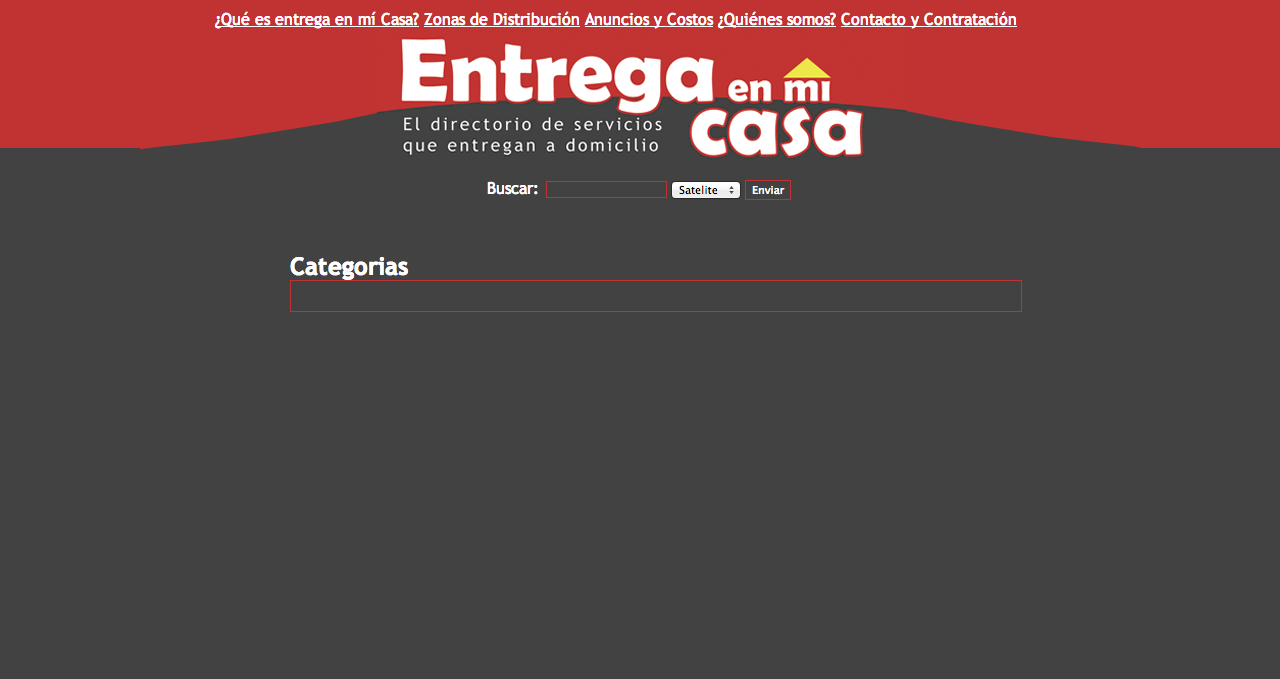 ¿Qué es entrega en mí Casa? Zonas de Distribución Anuncios y Costos ¿Quiénes somos? Contacto y Contratación
Entrega en mi casa
El directorio de servicios
que entregan a domicilio
Buscar: Satelite Enviar
Categorias